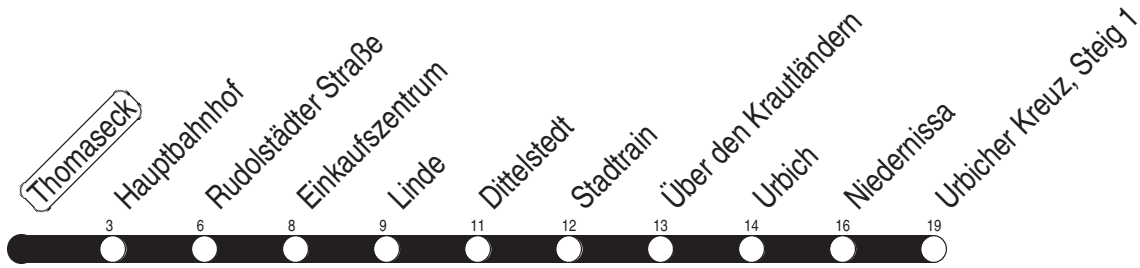 Thomaseck
Hauptbahnhof
Rudolstädter Straße
Einkaufszentrum
Linde
Dittelstedt
Stadtrain
Über den Krautländern
Urbich
Niedernissa
Urbicher Kreuz, Steig 1
3 6 8 9 11 12 13 14 16 19